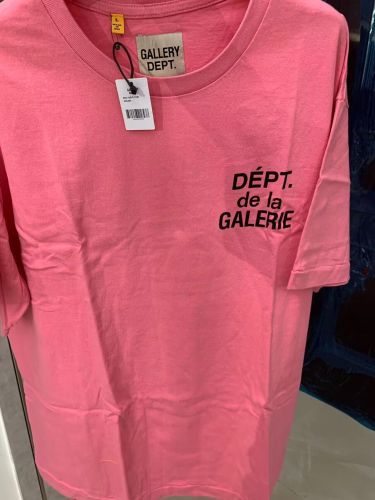 GALLERY
DEPT.
L
DÉPT.
de la
GALERIE